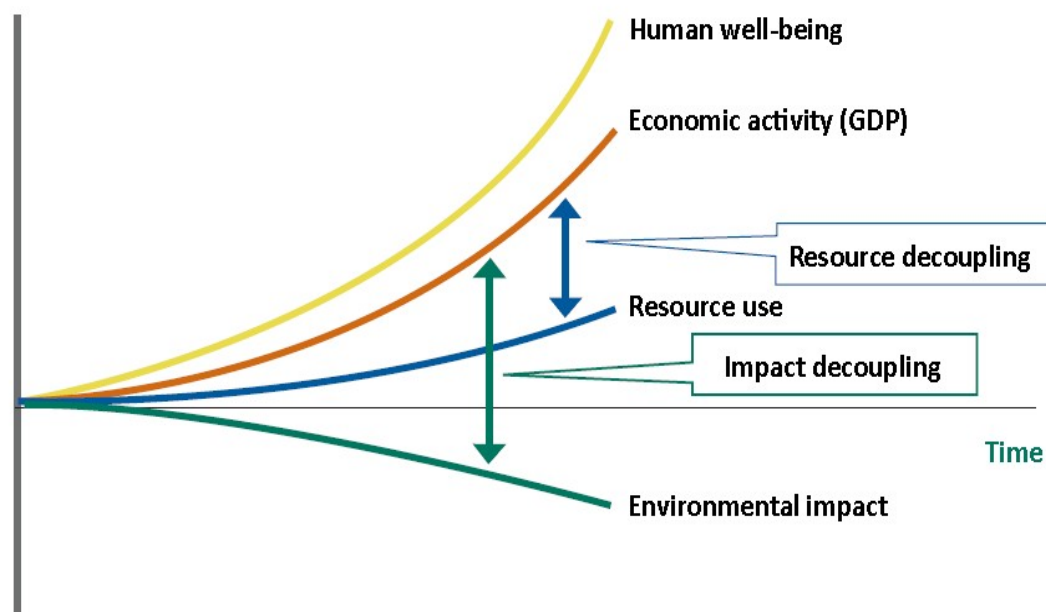 Human well-being
Economic activity (GDP)
Resource decoupling
Resource use
Impact decoupling
Time
Environmental impact